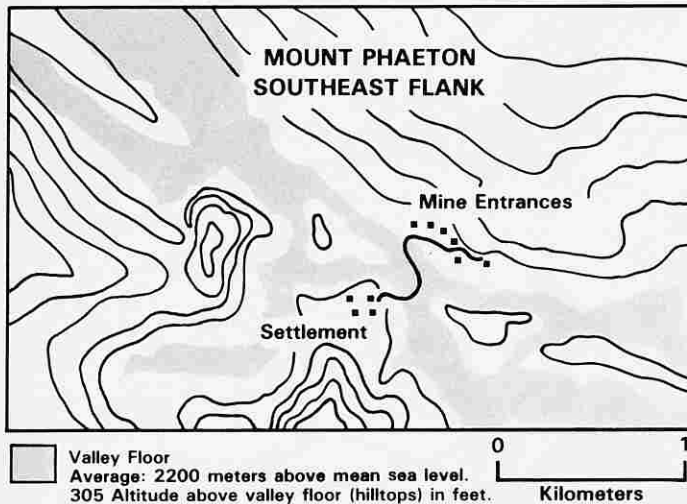 MOUNT PHAETON
SOUTHEAST FLANK
Mine Entrances
Settlement
Valley Floor
Average: 2200 meters above mean sea level.
305 Altitude above valley floor (hilltops) in feet.
0 1
Kilometers